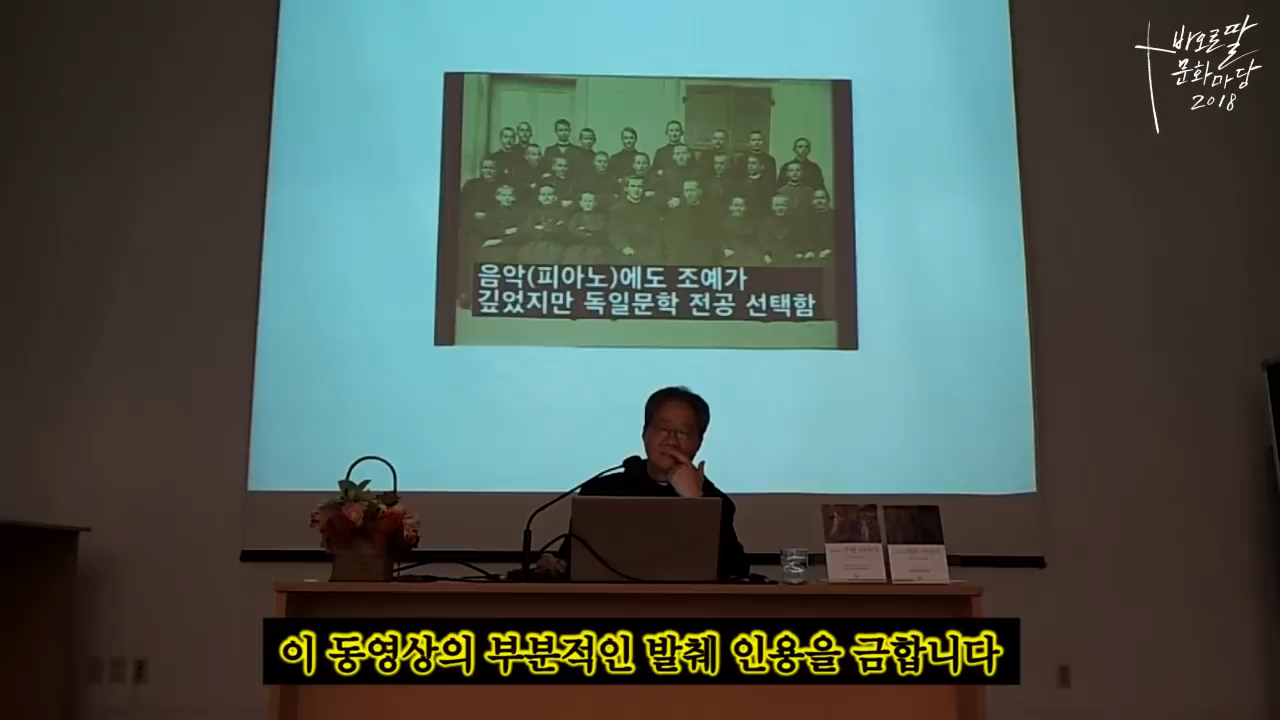 바오로딸
문화마당
2018
음악(피아노)에도 조예가
깊었지만 독일문학 전공 선택함
이 동영상의 부분적인 발췌 인용을 금합니다